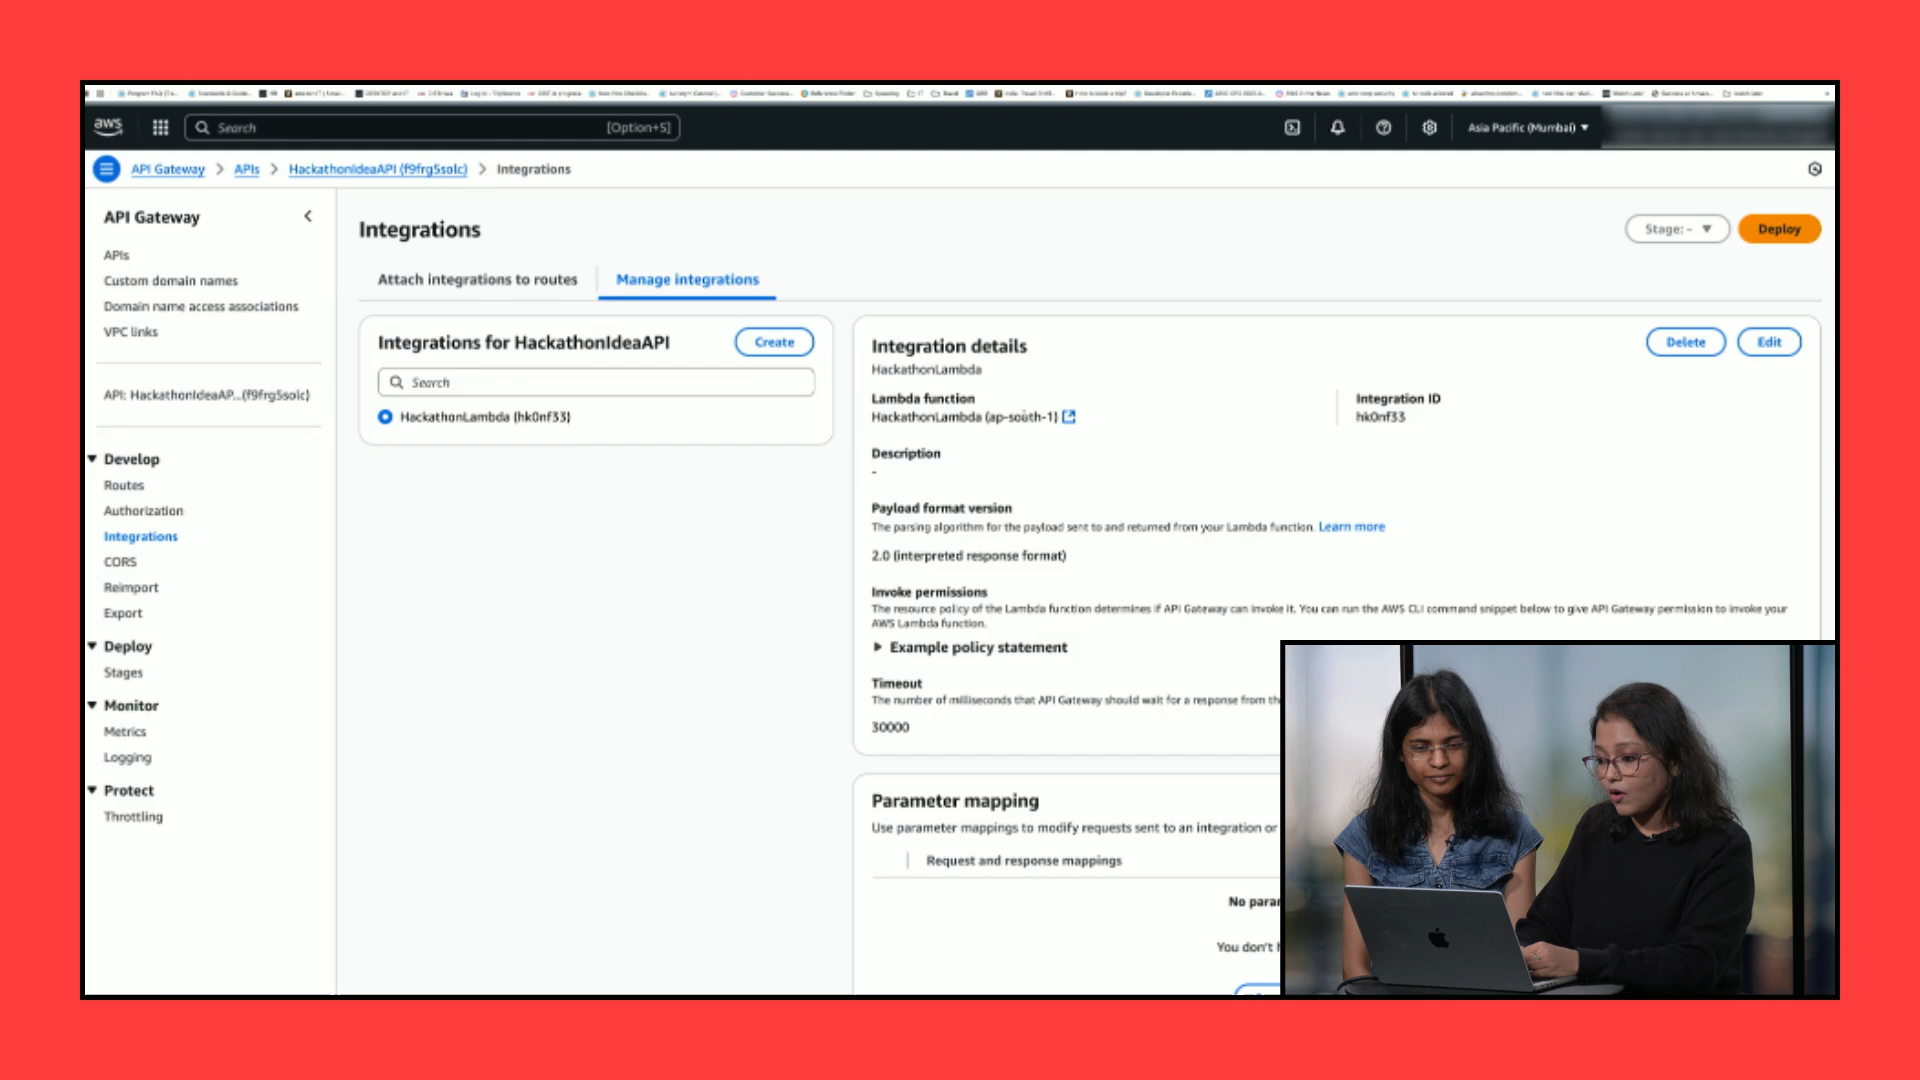 aws
Search
[Option+S]
Asia Pacific (Mumbai)
API Gateway
APIs
HackathonIdeaAPI (f9frg5solc)
Integrations
API Gateway
APIs
Custom domain names
Domain name access associations
VPC links
API: HackathonIdeaAP...(f9frg5solc)
Develop
Routes
Authorization
Integrations
CORS
Reimport
Export
Deploy
Stages
Monitor
Metrics
Logging
Protect
Throttling
Integrations
Stage: -
Deploy
Attach integrations to routes
Manage integrations
Integrations for HackathonIdeaAPI
Create
Search
HackathonLambda (hk0nf33)
Integration details
Delete
Edit
HackathonLambda
Lambda function
HackathonLambda (ap-south-1)
Integration ID
hk0nf33
Description
-
Payload format version
The parsing algorithm for the payload sent to and returned from your Lambda function. Learn more
2.0 (interpreted response format)
Invoke permissions
The resource policy of the Lambda function determines if API Gateway can invoke it. You can run the AWS CLI command snippet below to give API Gateway permission to invoke your
AWS Lambda function.
Example policy statement
Timeout
The number of milliseconds that API Gateway should wait for a response from
30000
Parameter mapping
Use parameter mappings to modify requests sent to an integration or
Request and response mappings
No
You don't